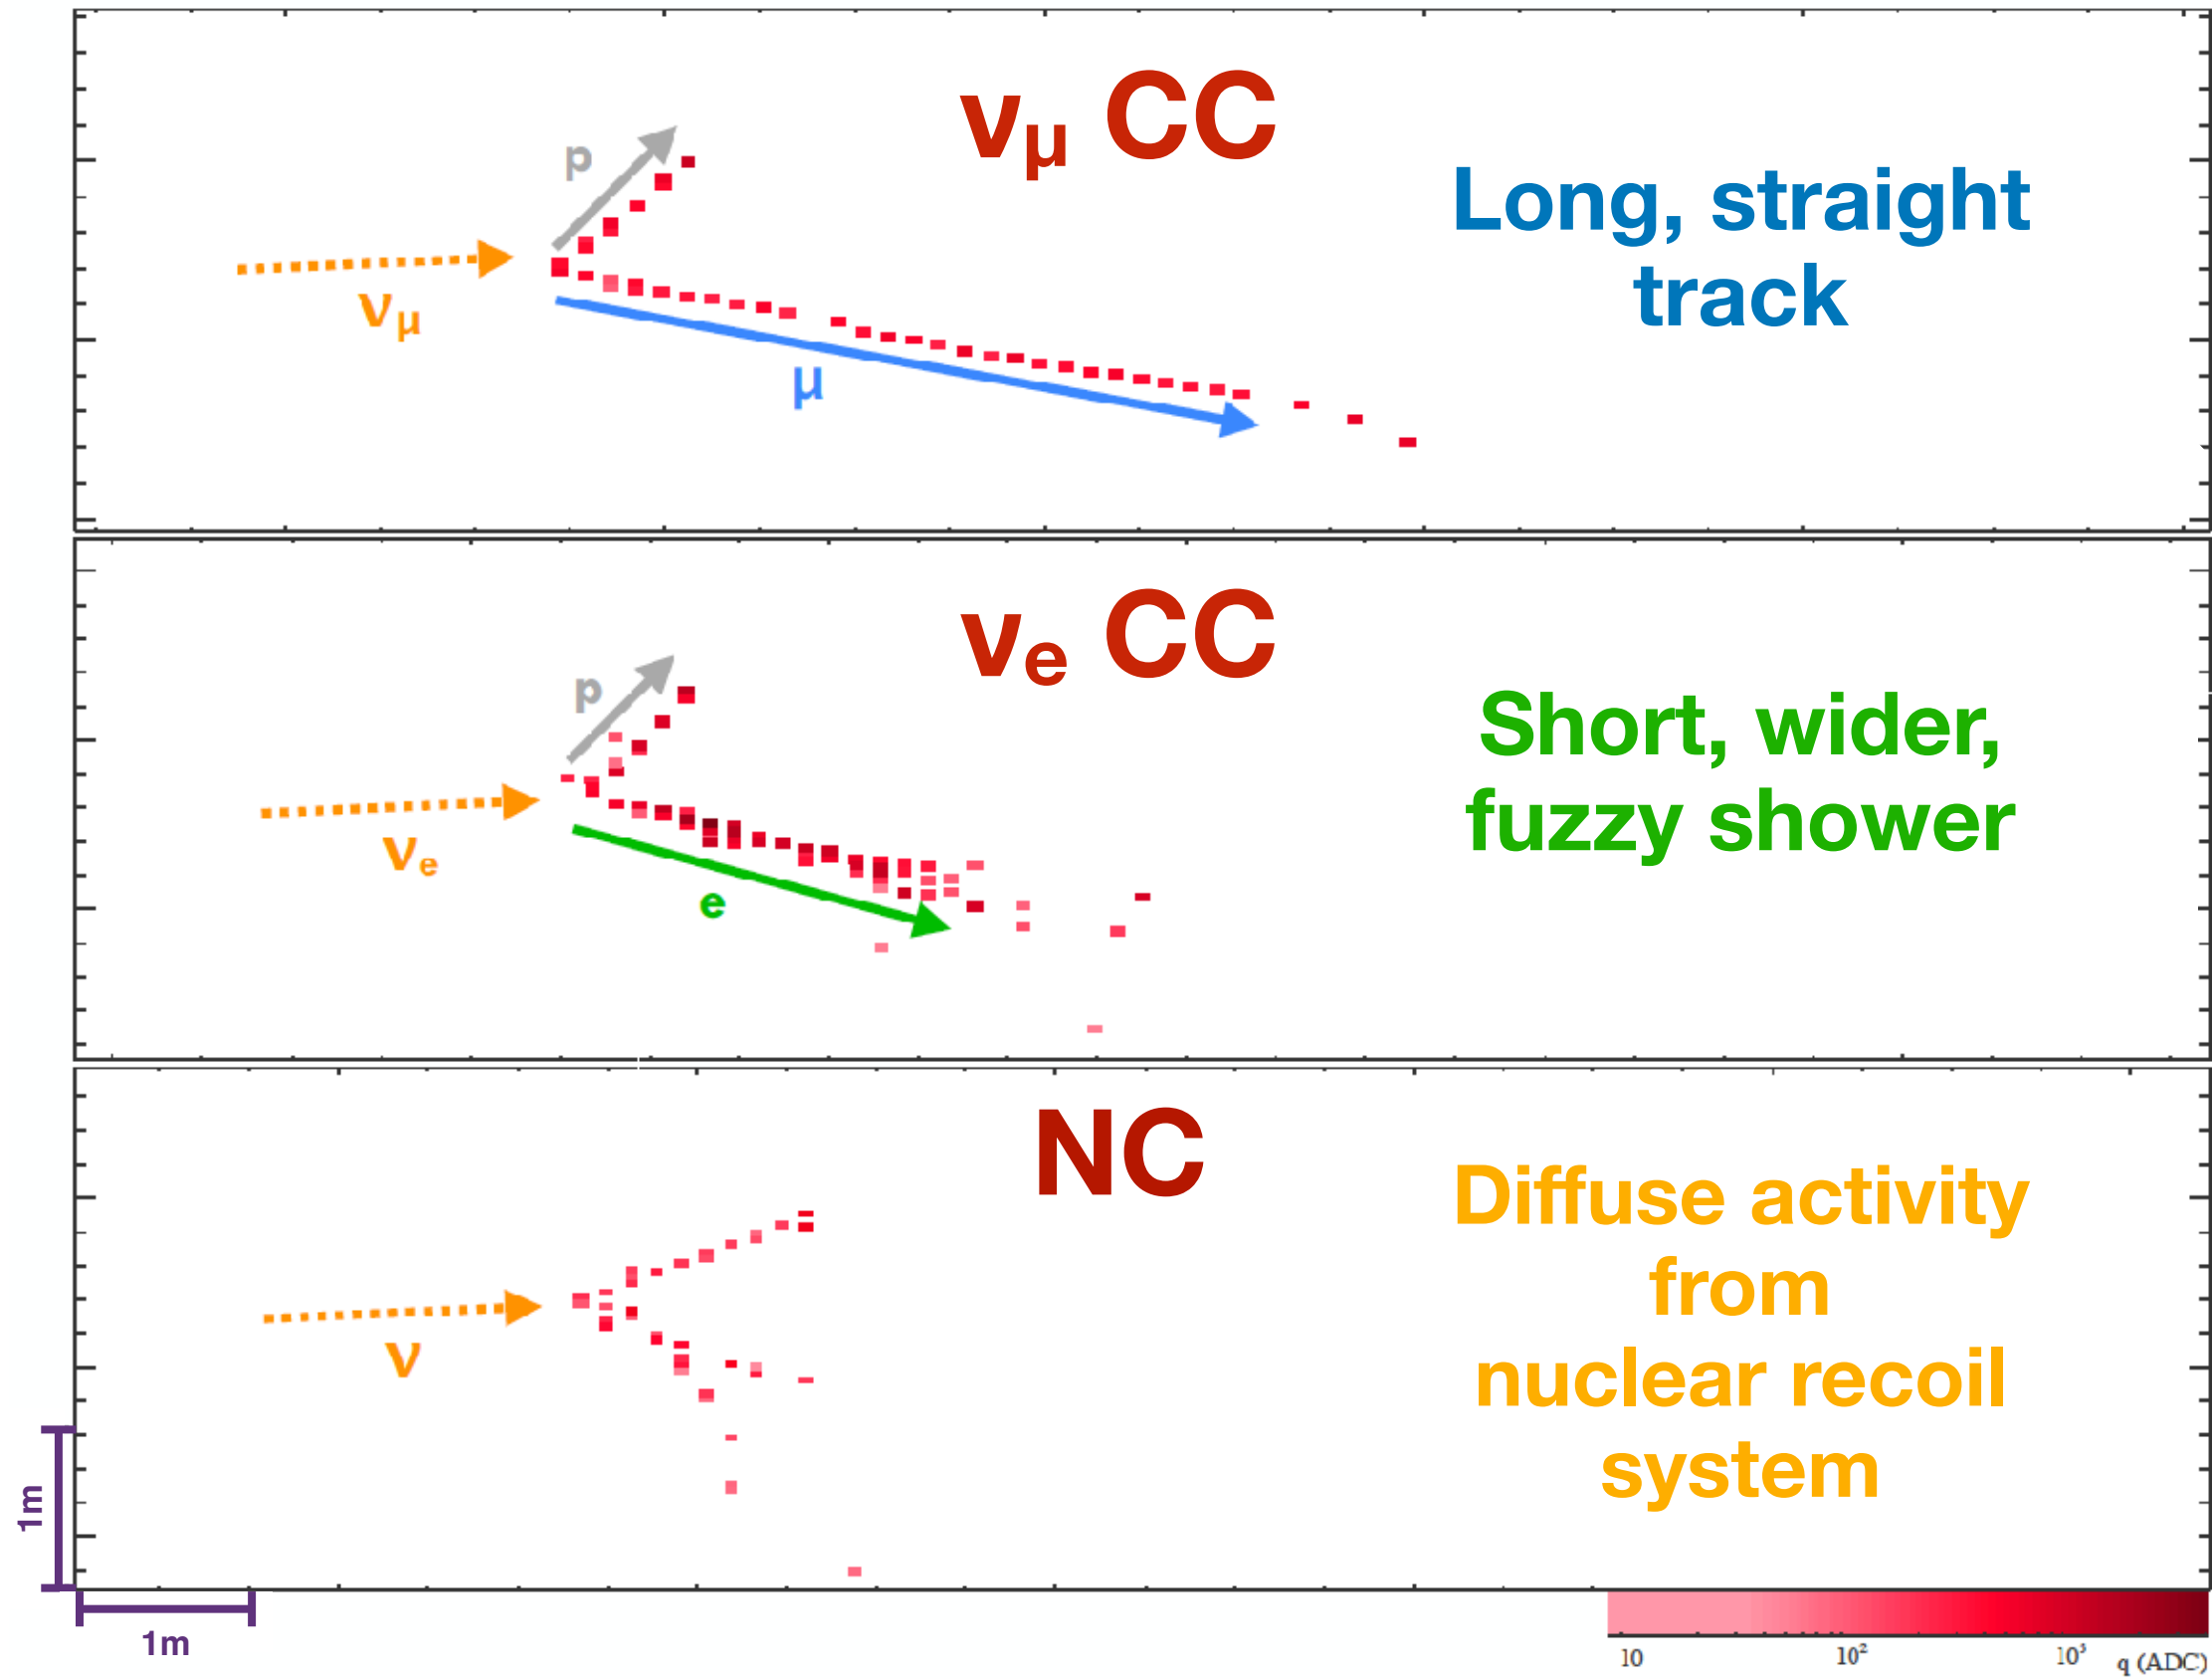 νμ CC
p
Long, straight
track
νμ
μ
νe CC
p
Short, wider,
fuzzy shower
νe
e
NC
Diffuse activity
from
nuclear recoil
system
ν
1m
1m
10 10² 10³ q (ADC)